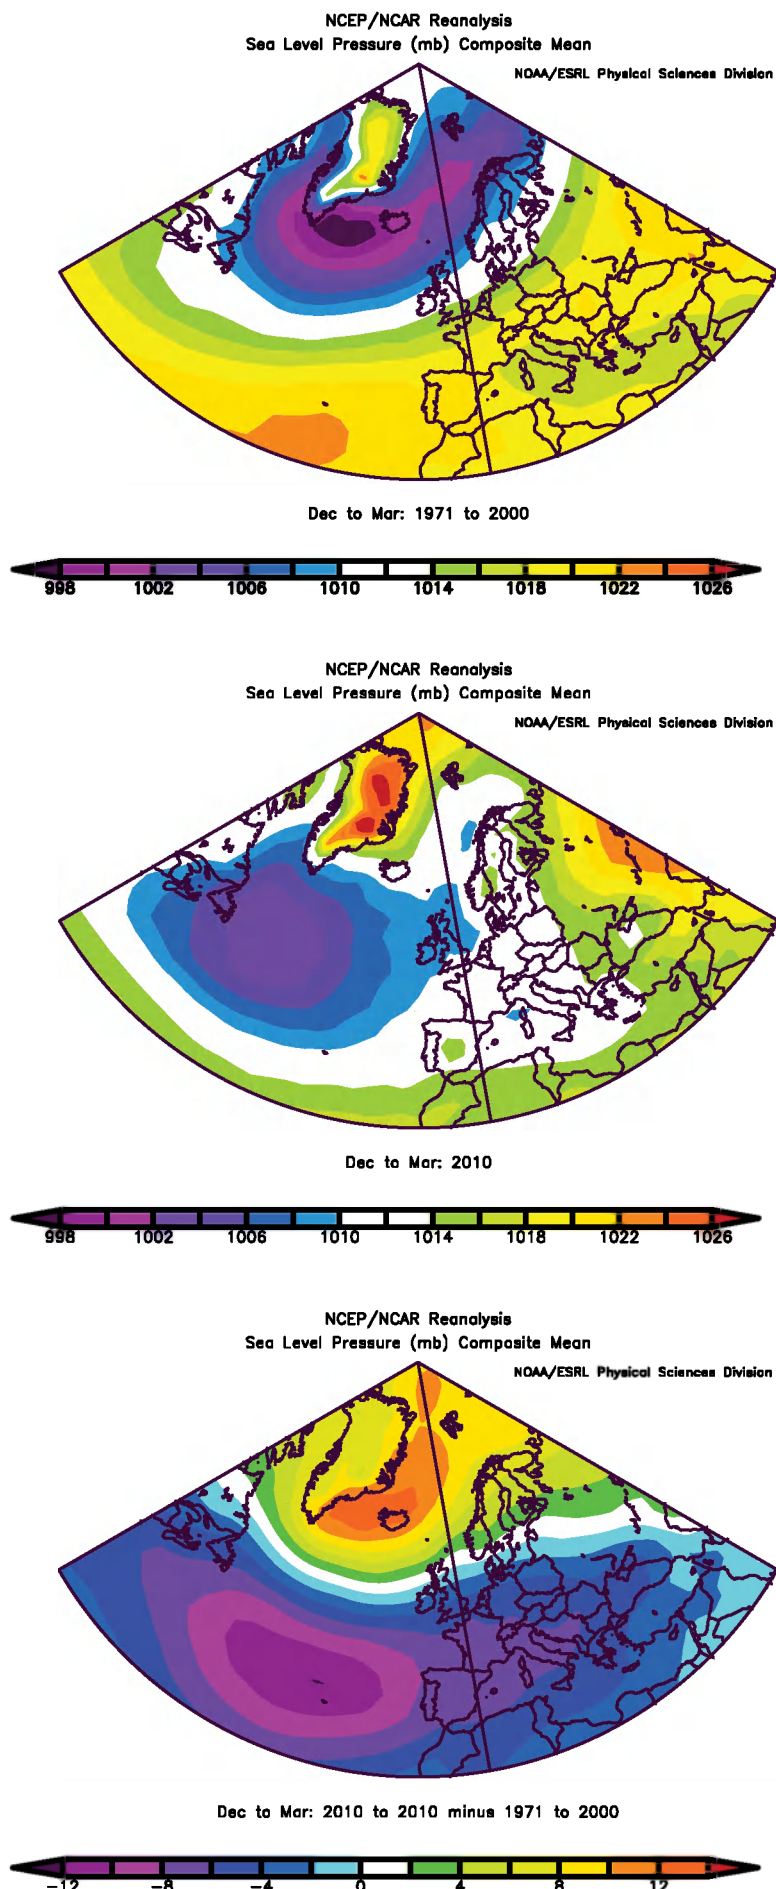 NCEP/NCAR Reanalysis
Sea Level Pressure (mb) Composite Mean
NOAA/ESRL Physical Sciences Division
Dec to Mar: 1971 to 2000
998 1002 1006 1010 1014 1018 1022 1026
NCEP/NCAR Reanalysis
Sea Level Pressure (mb) Composite Mean
NOAA/ESRL Physical Sciences Division
Dec to Mar: 2010
998 1002 1006 1010 1014 1018 1022 1026
NCEP/NCAR Reanalysis
Sea Level Pressure (mb) Composite Mean
NOAA/ESRL Physical Sciences Division
Dec to Mar: 2010 to 2010 minus 1971 to 2000
-12 -8 -4 0 4 8 12